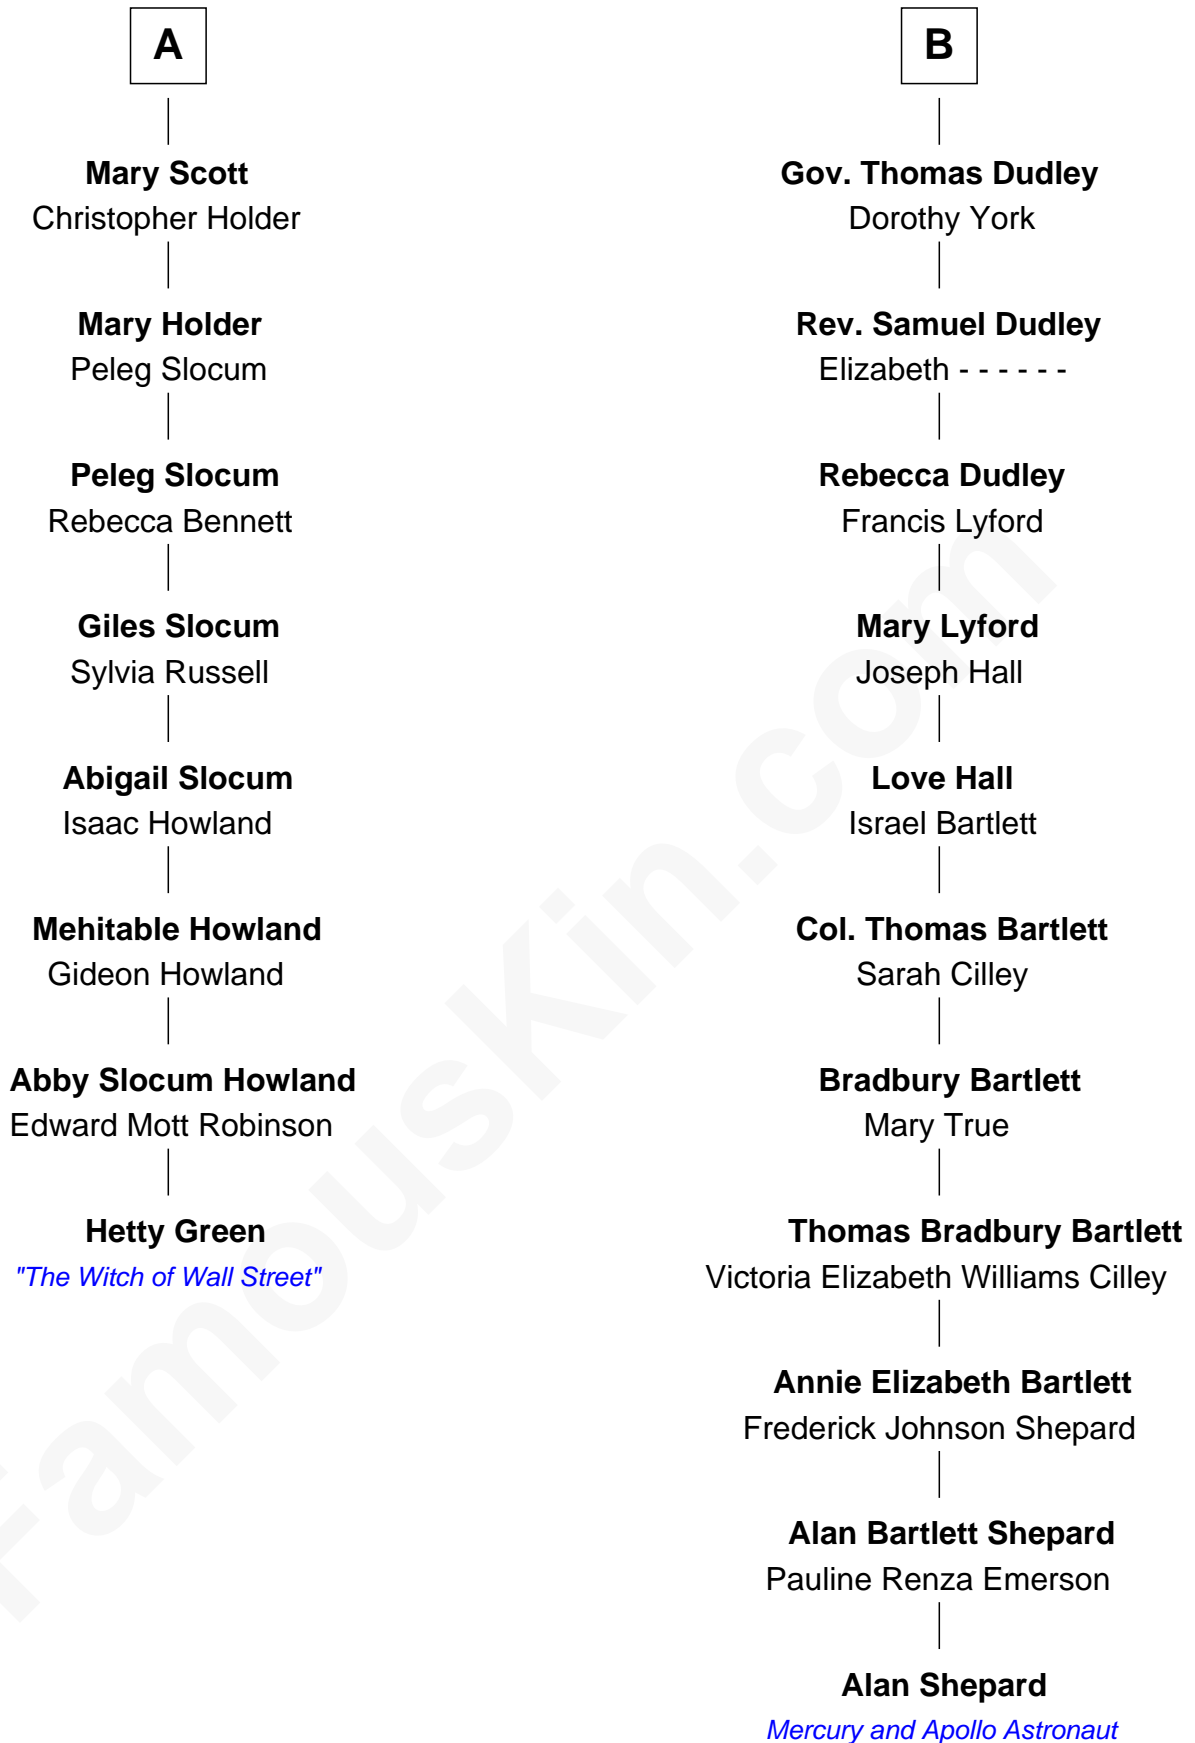 A
Mary Scott
Christopher Holder
Mary Holder
Peleg Slocum
Peleg Slocum
Rebecca Bennett
Giles Slocum
Sylvia Russell
Abigail Slocum
Isaac Howland
Mehitable Howland
Gideon Howland
Abby Slocum Howland
Edward Mott Robinson
Hetty Green
"The Witch of Wall Street"
B
Gov. Thomas Dudley
Dorothy York
Rev. Samuel Dudley
Elizabeth - - - - - -
Rebecca Dudley
Francis Lyford
Mary Lyford
Joseph Hall
Love Hall
Israel Bartlett
Col. Thomas Bartlett
Sarah Cilley
Bradbury Bartlett
Mary True
Thomas Bradbury Bartlett
Victoria Elizabeth Williams Cilley
Annie Elizabeth Bartlett
Frederick Johnson Shepard
Alan Bartlett Shepard
Pauline Renza Emerson
Alan Shepard
Mercury and Apollo Astronaut
FamousKin.com